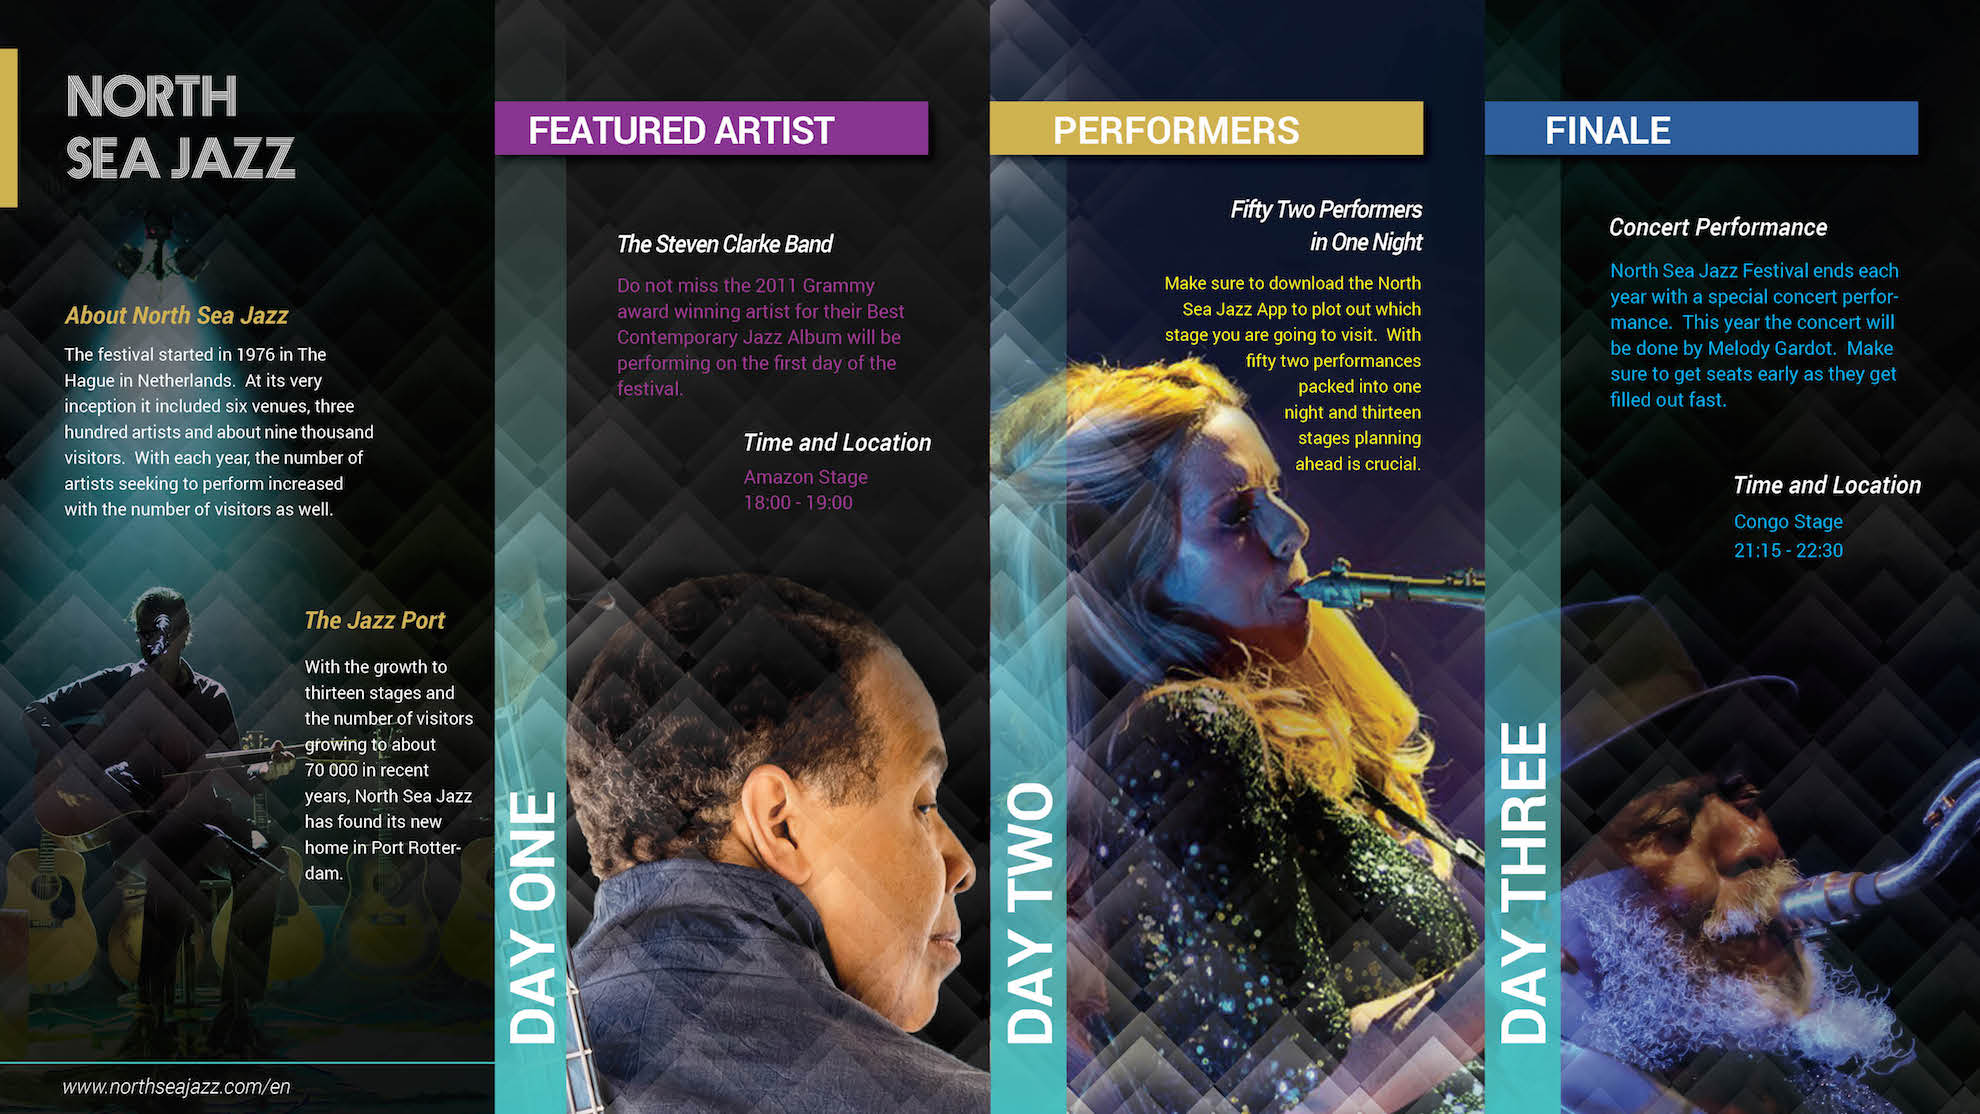 NORTH
SEA JAZZ
About North Sea Jazz
The festival started in 1976 in The
Hague in Netherlands.  At its very
inception it included six venues, three
hundred artists and about nine thousand
visitors.  With each year, the number of
artists seeking to perform increased
with the number of visitors as well.
The Jazz Port
With the growth to
thirteen stages and
the number of visitors
growing to about
70 000 in recent
years, North Sea Jazz
has found its new
home in Port Rotter-
dam.
www.northseajazz.com/en
FEATURED ARTIST
The Steven Clarke Band
Do not miss the 2011 Grammy
award winning artist for their Best
Contemporary Jazz Album will be
performing on the first day of the
festival.
Time and Location
Amazon Stage
18:00 - 19:00
DAY ONE
PERFORMERS
Fifty Two Performers
in One Night
Make sure to download the North
Sea Jazz App to plot out which
stage you are going to visit.  With
fifty two performances
packed into one
night and thirteen
stages planning
ahead is crucial.
DAY TWO
FINALE
Concert Performance
North Sea Jazz Festival ends each
year with a special concert perfor-
mance.  This year the concert will
be done by Melody Gardot.  Make
sure to get seats early as they get
filled out fast.
Time and Location
Congo Stage
21:15 - 22:30
DAY THREE